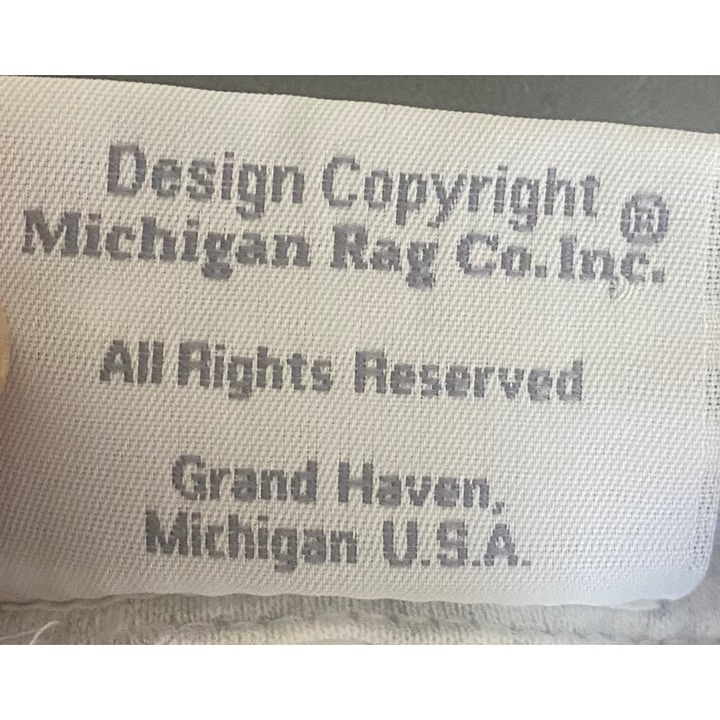 Design Copyright ®
Michigan Rag Co. Inc.
All Rights Reserved
Grand Haven,
Michigan U.S.A.